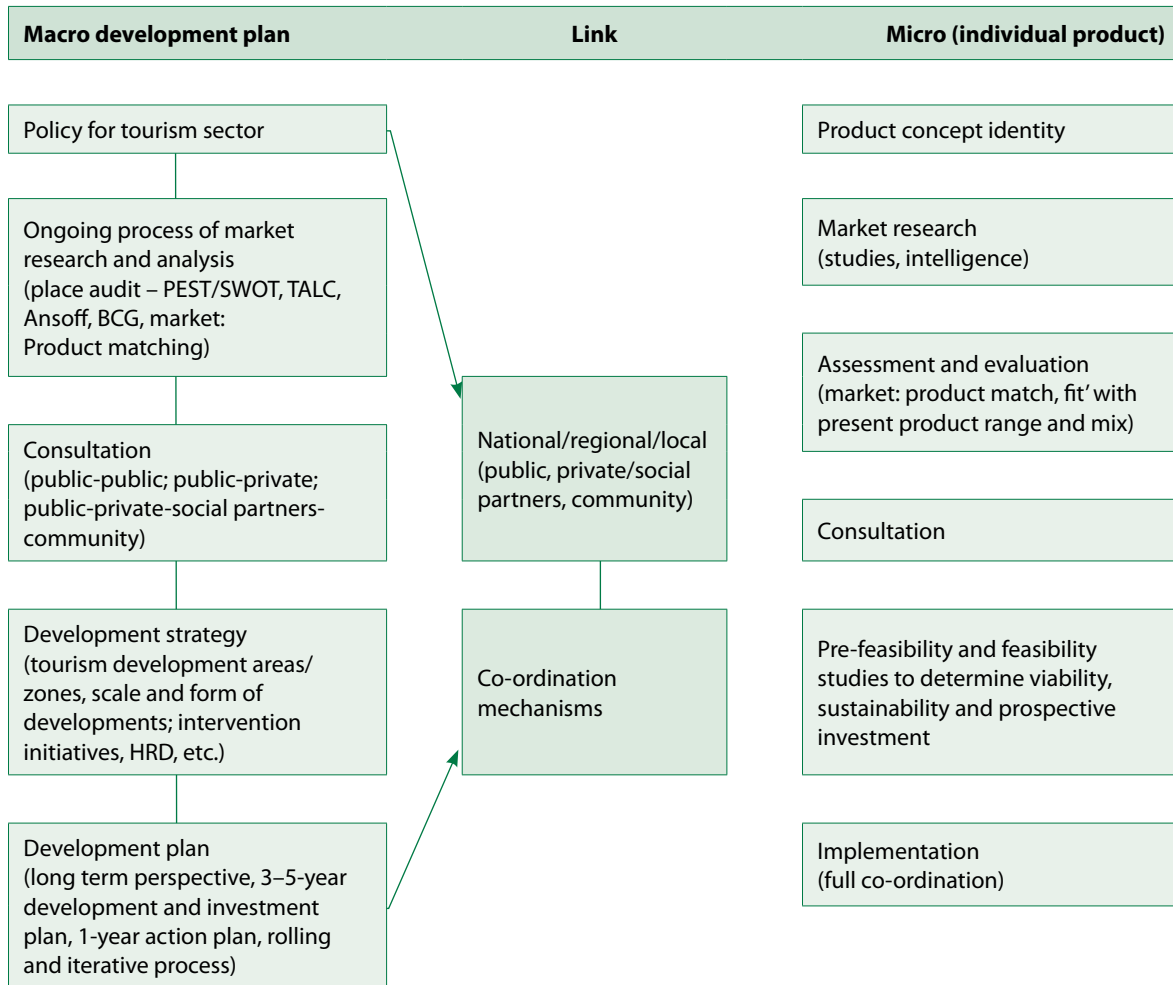 Macro development plan
Link
Micro (individual product)
Policy for tourism sector
Ongoing process of market
research and analysis
(place audit – PEST/SWOT, TALC,
Ansoff, BCG, market:
Product matching)
Consultation
(public-public; public-private;
public-private-social partners-
community)
Development strategy
(tourism development areas/
zones, scale and form of
developments; intervention
initiatives, HRD, etc.)
Development plan
(long term perspective, 3–5-year
development and investment
plan, 1-year action plan, rolling
and iterative process)
National/regional/local
(public, private/social
partners, community)
Co-ordination
mechanisms
Product concept identity
Market research
(studies, intelligence)
Assessment and evaluation
(market: product match, fit’ with
present product range and mix)
Consultation
Pre-feasibility and feasibility
studies to determine viability,
sustainability and prospective
investment
Implementation
(full co-ordination)